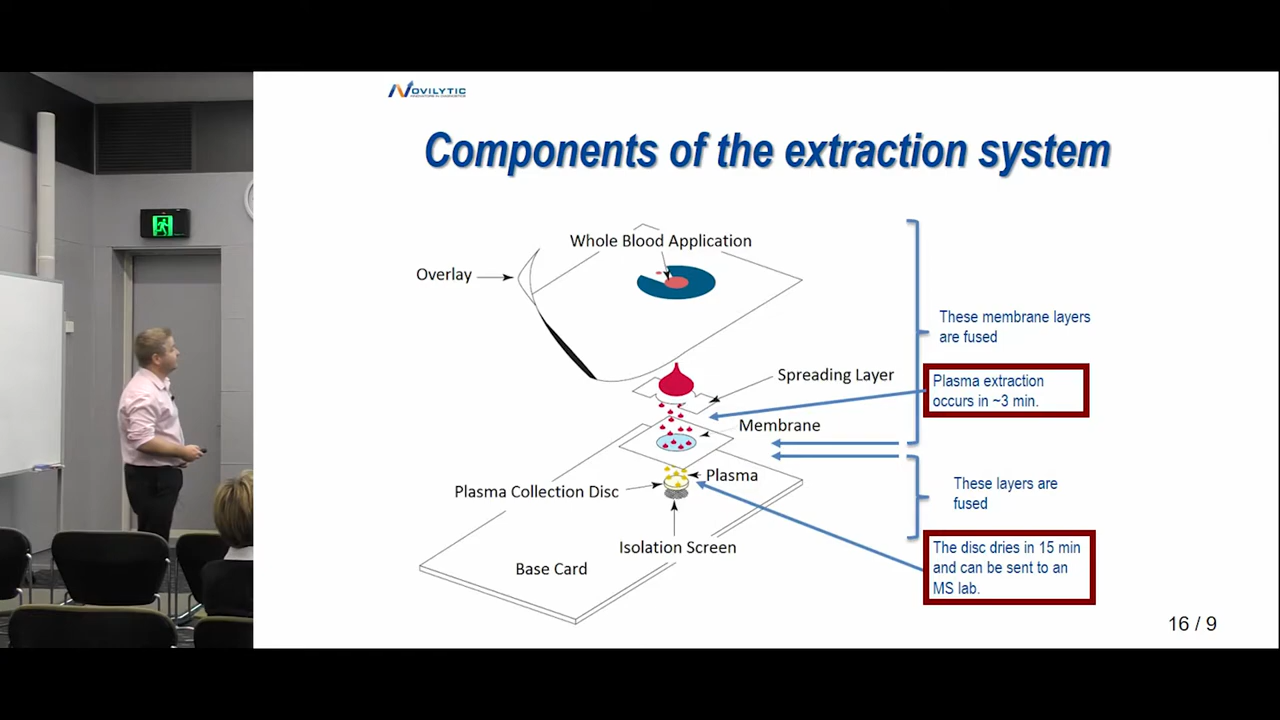 NOVILYTIC
Components of the extraction system
Whole Blood Application
Overlay
These membrane layers
are fused
Spreading Layer
Plasma extraction
occurs in ~3 min.
Membrane
Plasma
Plasma Collection Disc
These layers are
fused
Isolation Screen
The disc dries in 15 min
and can be sent to an
MS lab.
Base Card
16 / 9